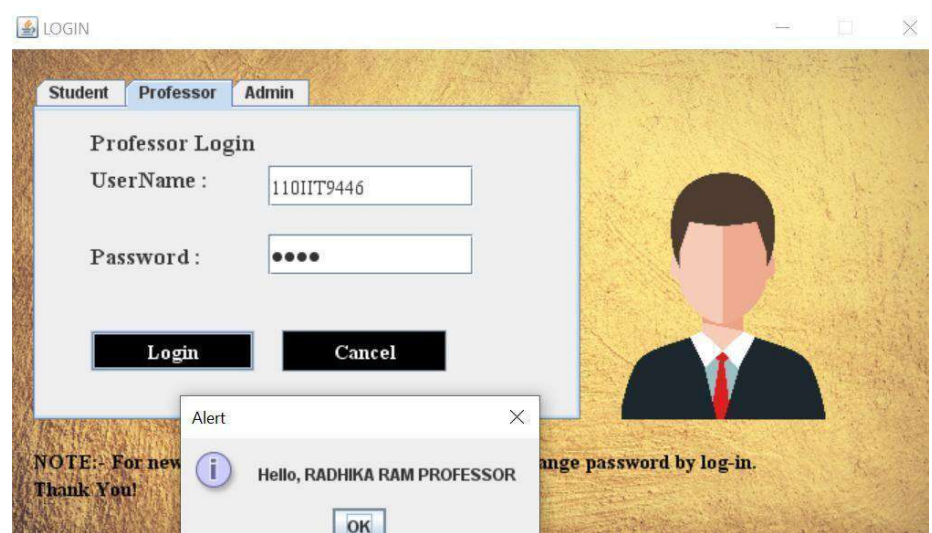 LOGIN
Student Professor Admin
Professor Login
UserName :
110IIT9446
Password :
Login Cancel
Alert
Hello, RADHIKA RAM PROFESSOR
OK
NOTE:- For new ange password by log-in.
Thank You!